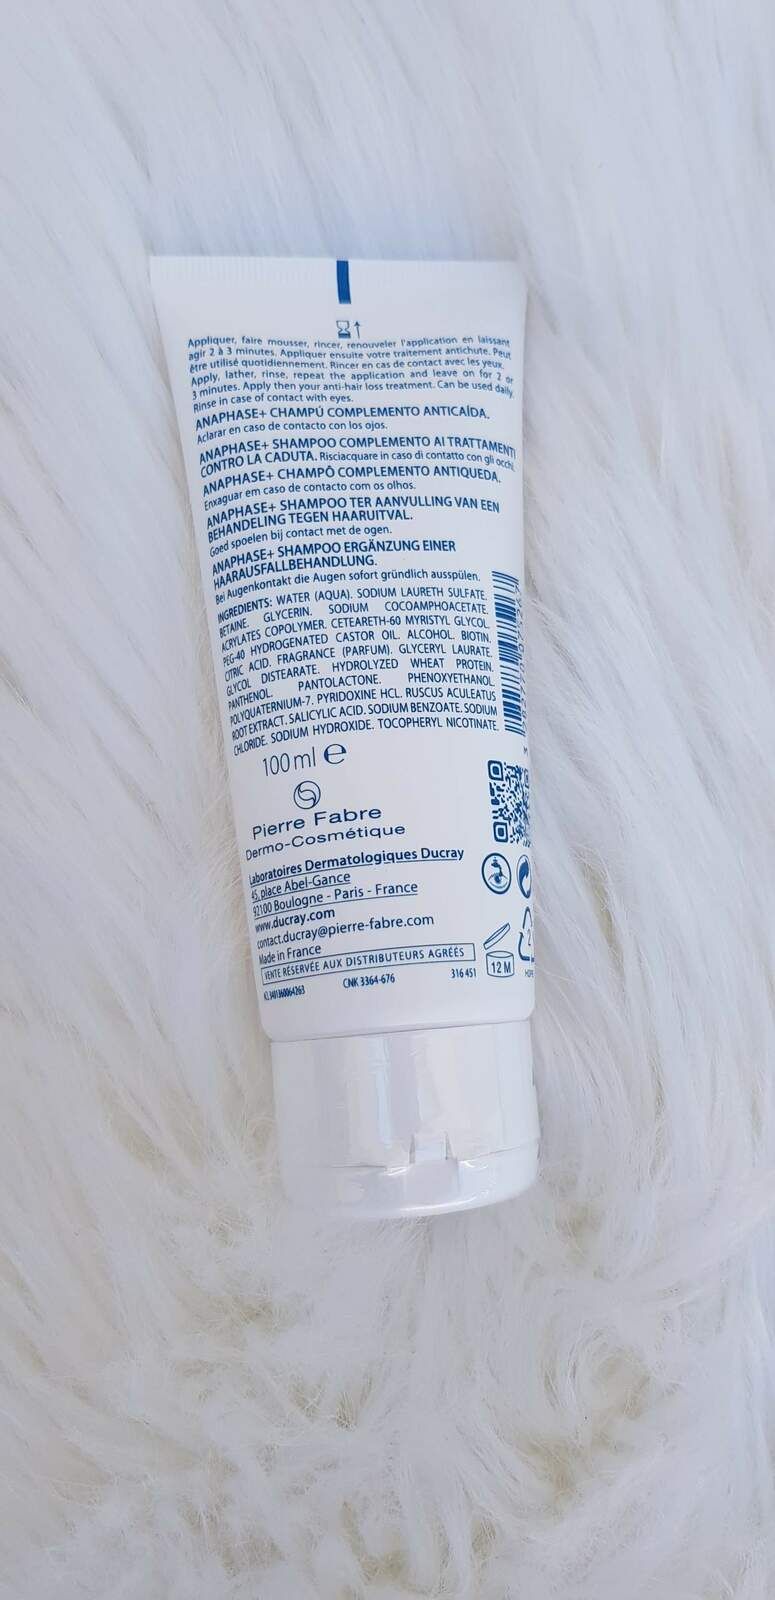 Appliquer, faire mousser, rincer, renouveler l'application en laissant
agir 2 à 3 minutes. Appliquer ensuite votre traitement antichute. Peut
être utilisé quotidiennement. Rincer en cas de contact avec les yeux.
Apply, lather, rinse, repeat the application and leave on for 2 or
3 minutes. Apply then your anti-hair loss treatment. Can be used daily.
Rinse in case of contact with eyes.
ANAPHASE+ CHAMPÚ COMPLEMENTO ANTICAÍDA.
Aclarar en caso de contacto con los ojos.
ANAPHASE+ SHAMPOO COMPLEMENTO AI TRATTAMENTI
CONTRO LA CADUTA. Risciacquare in caso di contatto con gli occhi.
ANAPHASE+ CHAMPÔ COMPLEMENTO ANTIQUEDA.
Enxaguar em caso de contacto com os olhos.
ANAPHASE+ SHAMPOO TER AANVULLING VAN EEN
BEHANDELING TEGEN HAARUITVAL.
Goed spoelen bij contact met de ogen.
ANAPHASE+ SHAMPOO ERGÄNZUNG EINER
HAARAUSFALLBEHANDLUNG.
Bei Augenkontakt die Augen sofort gründlich ausspülen.
INGREDIENTS: WATER (AQUA). SODIUM LAURETH SULFATE.
BETAINE. GLYCERIN. SODIUM COCOAMPHOACETATE.
ACRYLATES COPOLYMER. CETEARETH-60 MYRISTYL GLYCOL.
PEG-40 HYDROGENATED CASTOR OIL. ALCOHOL. BIOTIN.
CITRIC ACID. FRAGRANCE (PARFUM). GLYCERYL LAURATE.
GLYCOL DISTEARATE. HYDROLYZED WHEAT PROTEIN.
PANTHENOL. PANTOLACTONE. PHENOXYETHANOL.
POLYQUATERNIUM-7. PYRIDOXINE HCL. RUSCUS ACULEATUS
ROOT EXTRACT. SALICYLIC ACID. SODIUM BENZOATE. SODIUM
CHLORIDE. SODIUM HYDROXIDE. TOCOPHERYL NICOTINATE.
100 ml e
Pierre Fabre
Dermo-Cosmétique
Laboratoires Dermatologiques Ducray
45, place Abel-Gance
92100 Boulogne - Paris - France
www.ducray.com
contact.ducray@pierre-fabre.com
Made in France
VENTE RÉSERVÉE AUX DISTRIBUTEURS AGRÉÉS
CNK 3364-676
316 451
12 M
2